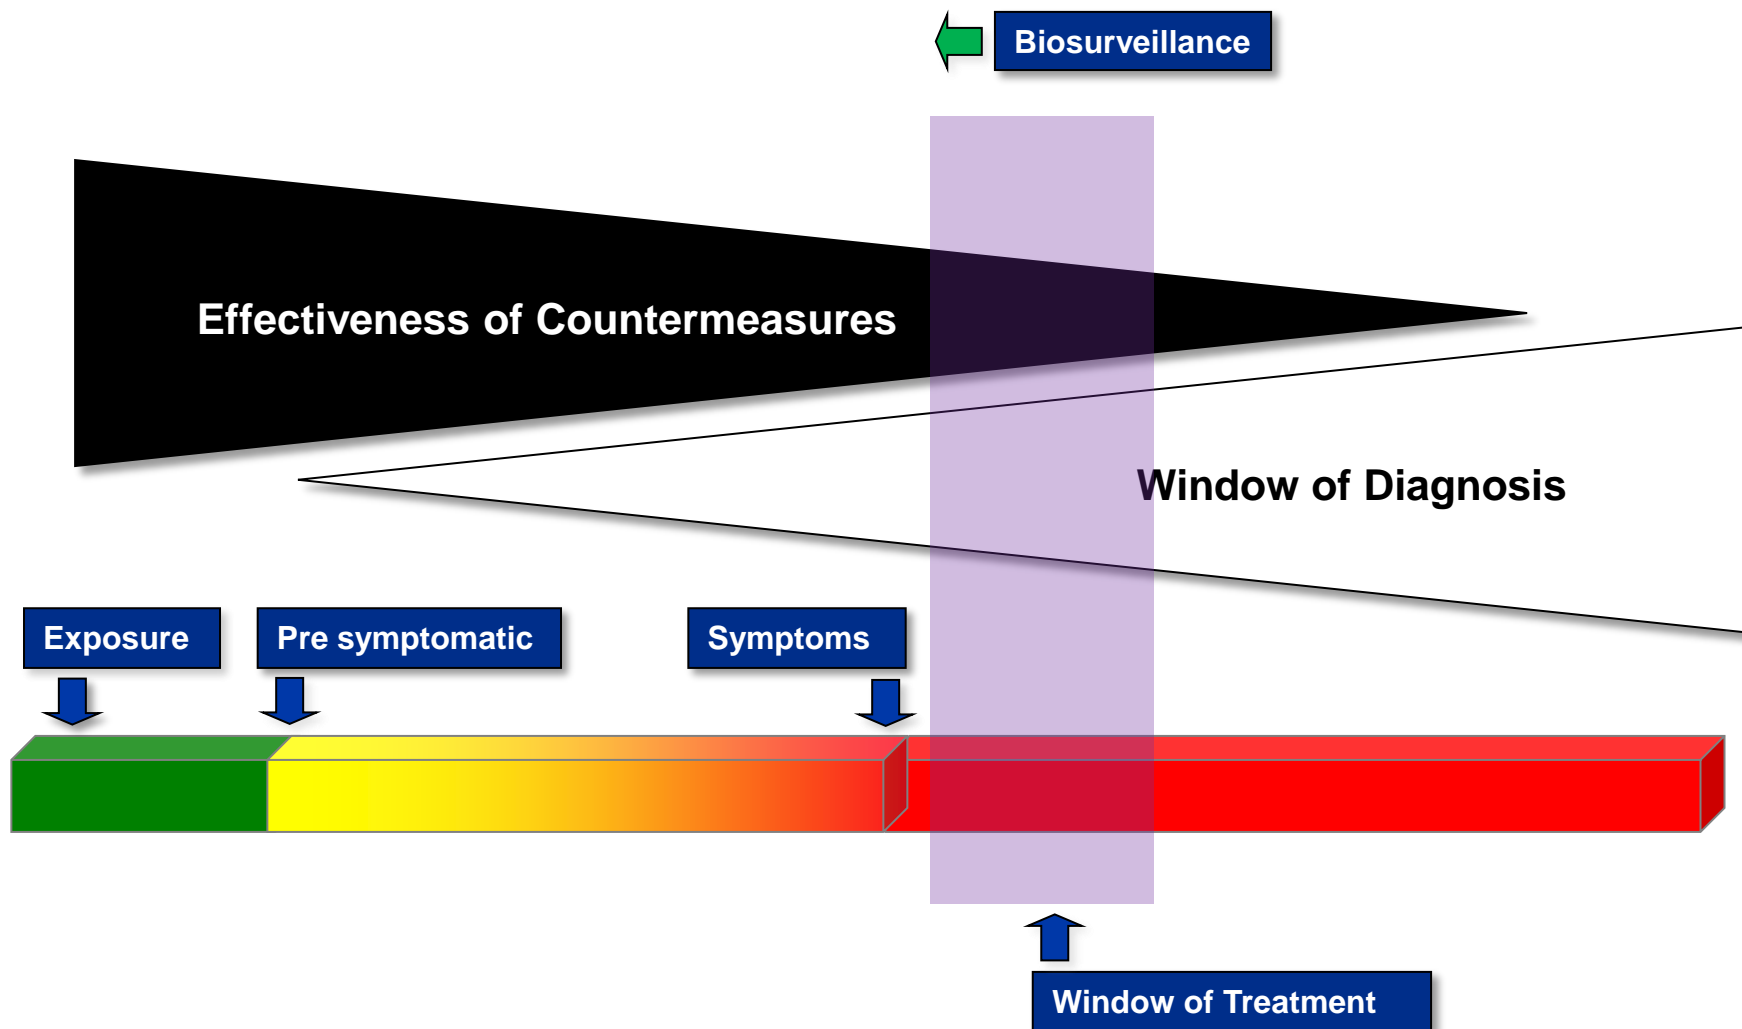 Biosurveillance
Effectiveness of Countermeasures
Window of Diagnosis
Exposure
Pre symptomatic
Symptoms
Window of Treatment